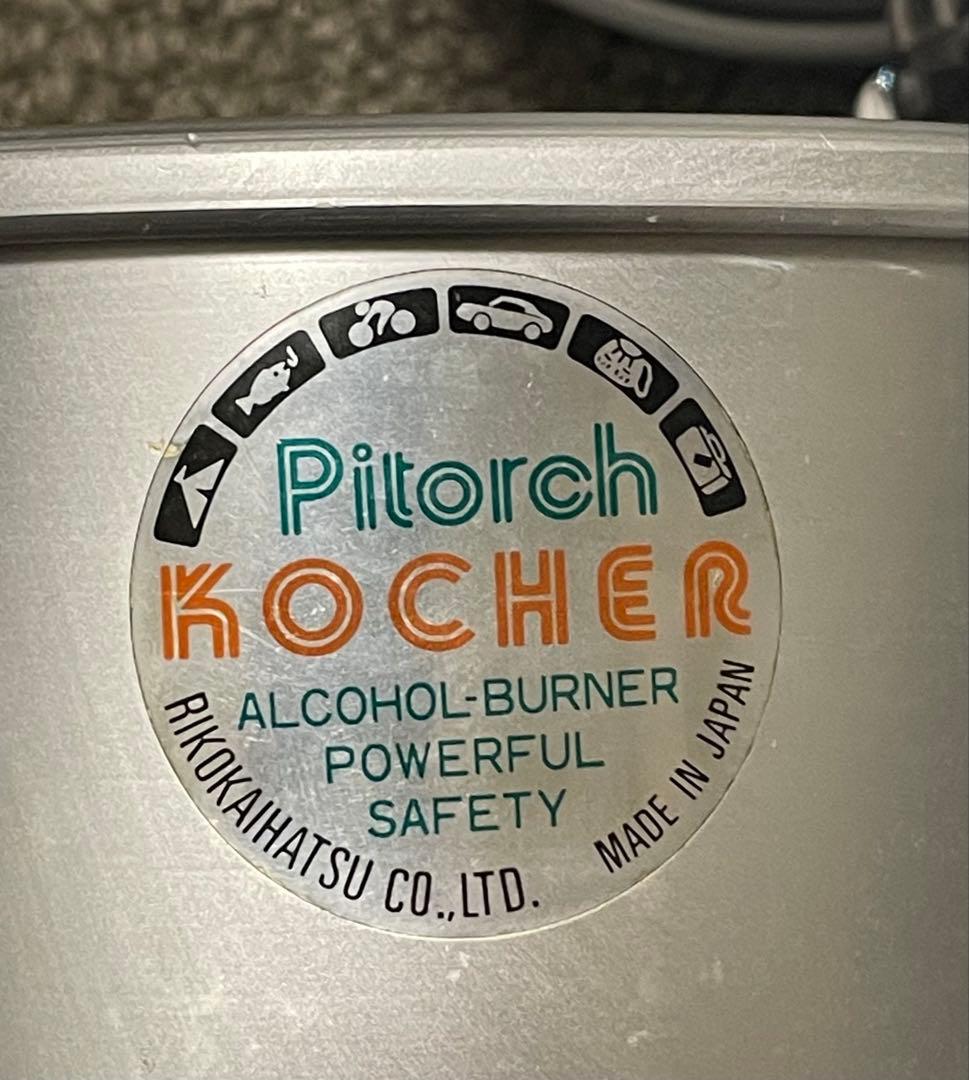 Pitorch
KOCHER
ALCOHOL-BURNER
POWERFUL
SAFETY
RIKOKAIHATSU CO.,LTD.
MADE IN JAPAN